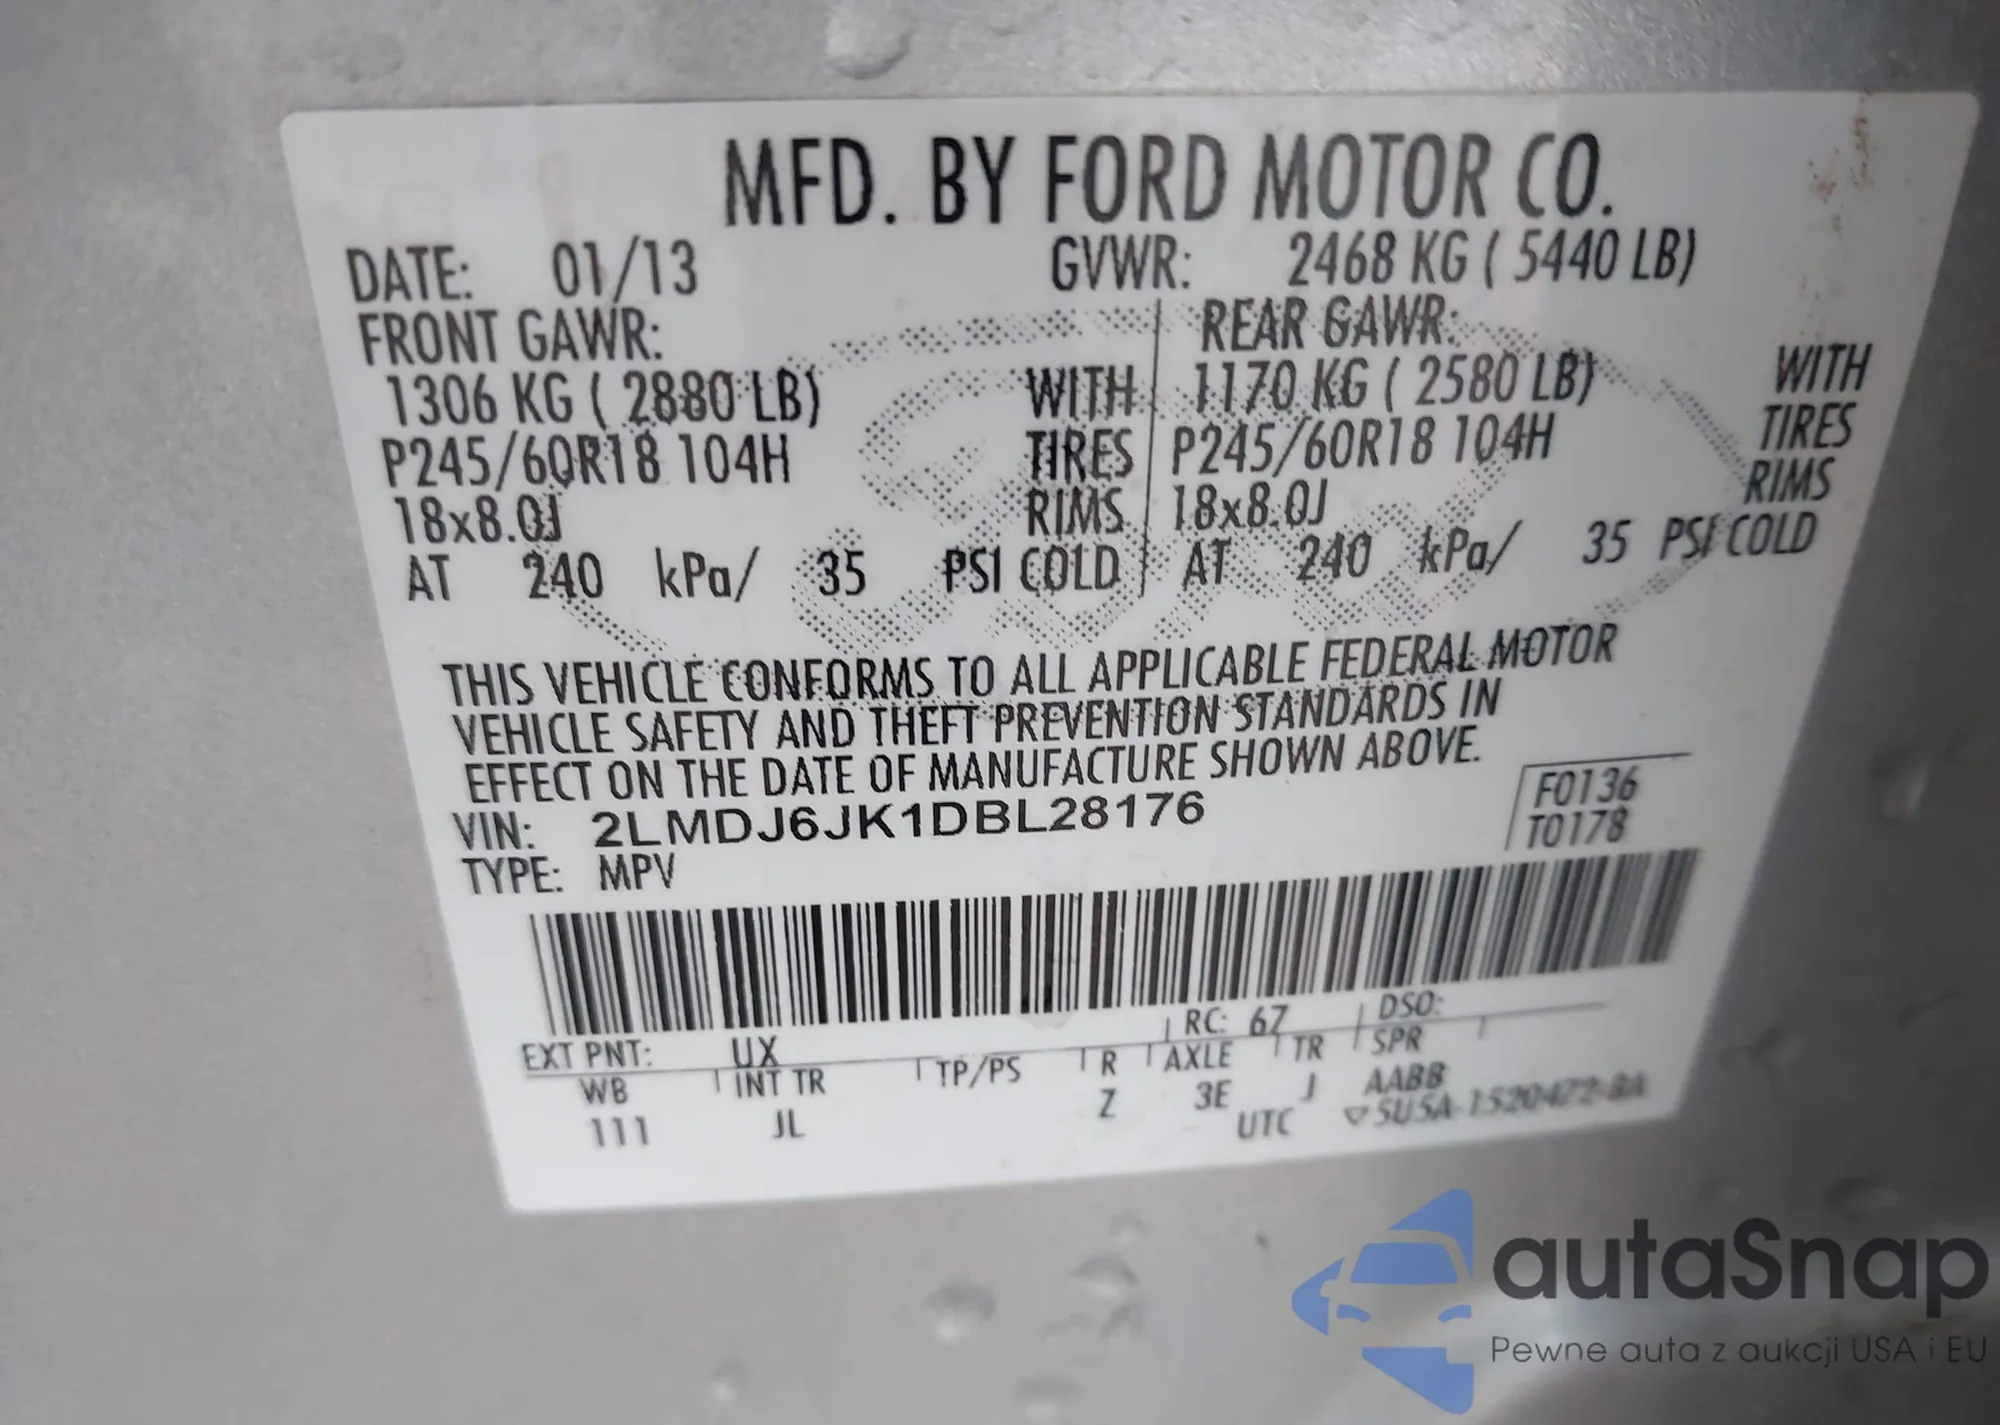 MFD. BY FORD MOTOR CO.
DATE: 01/13 GVWR: 2468 KG ( 5440 LB)
FRONT GAWR: REAR GAWR:
1306 KG ( 2880 LB) WITH 1170 KG ( 2580 LB) WITH
P245/60R18 104H TIRES P245/60R18 104H TIRES
18x8.0J RIMS 18x8.0J RIMS
AT 240 kPa/ 35 PSI COLD AT 240 kPa/ 35 PSI COLD
THIS VEHICLE CONFORMS TO ALL APPLICABLE FEDERAL MOTOR
VEHICLE SAFETY AND THEFT PREVENTION STANDARDS IN
EFFECT ON THE DATE OF MANUFACTURE SHOWN ABOVE.
VIN: 2LMDJ6JK1DBL28176
TYPE: MPV
F0136
T0178
EXT PNT: UX RC: 67 DSO:
WB INT TR TP/PS R AXLE TR SPR
111 JL Z 3E J AABB
UTC ▽5U5A-1520472-BA
autaSnap
Pewne auta z aukcji USA i EU